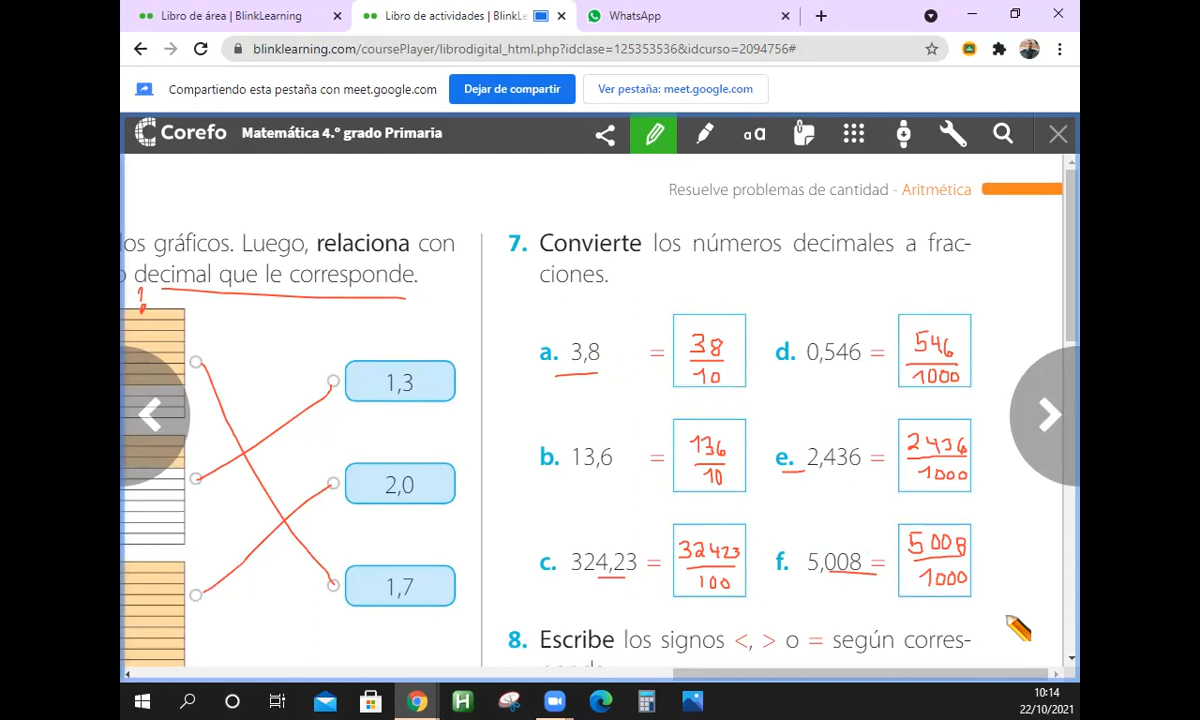 Libro de área | BlinkLearning
Libro de actividades | BlinkLe
WhatsApp
blinklearning.com/coursePlayer/librodigital_html.php?idclase=125353536&idcurso=2094756#
Compartiendo esta pestaña con meet.google.com
Dejar de compartir
Ver pestaña: meet.google.com
Corefo
Matemática 4.º grado Primaria
aa
Resuelve problemas de cantidad - Aritmética
os gráficos. Luego, relaciona con
decimal que le corresponde.
1,3
2,0
1,7
7. Convierte los números decimales a frac-
ciones.
a. 3,8 = 38/10
b. 13,6 = 136/10
c. 324,23 = 32423/100
d. 0,546 = 546/1000
e. 2,436 = 2436/1000
f. 5,008 = 5008/1000
8. Escribe los signos <, > o = según corres-
10:14
22/10/2021